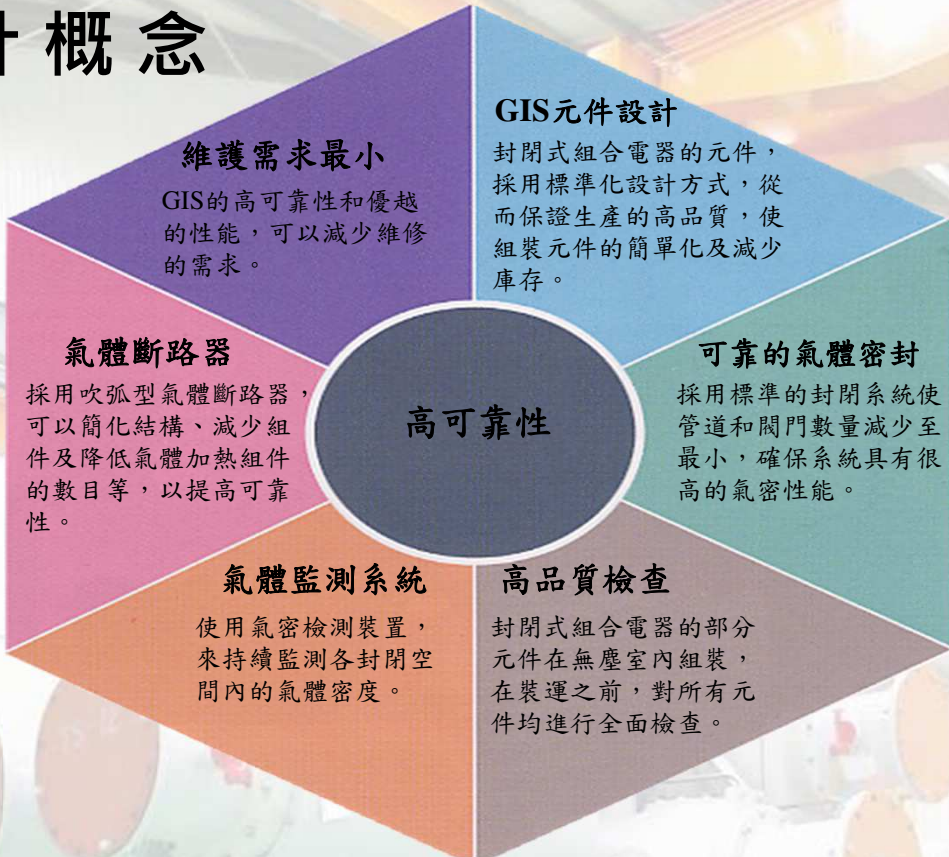 計概念
維護需求最小
GIS的高可靠性和優越
的性能，可以減少維修
的需求。
GIS元件設計
封閉式組合電器的元件，
採用標準化設計方式，從
而保證生產的高品質，使
組裝元件的簡單化及減少
庫存。
氣體斷路器
採用吹弧型氣體斷路器，
可以簡化結構、減少組
件及降低氣體加熱組件
的數目等，以提高可靠
性。
高可靠性
可靠的氣體密封
採用標準的封閉系統使
管道和閥門數量減少至
最小，確保系統具有很
高的氣密性能。
氣體監測系統
使用氣密檢測裝置，
來持續監測各封閉空
間內的氣體密度。
高品質檢查
封閉式組合電器的部分
元件在無塵室內組裝，
在裝運之前，對所有元
件均進行全面檢查。